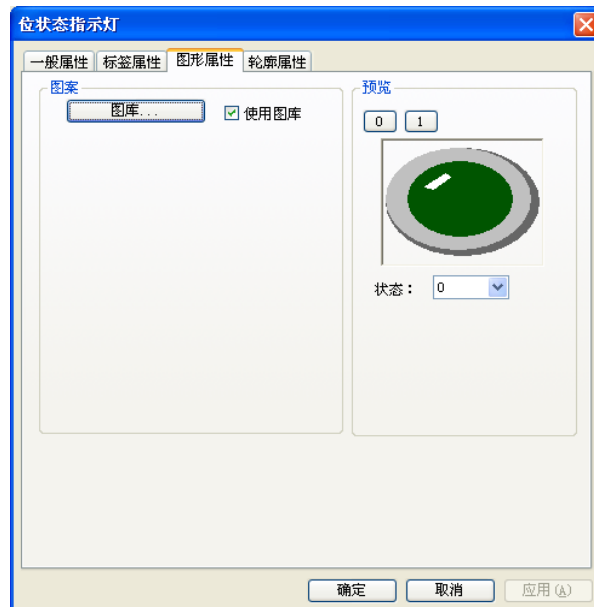 位状态指示灯
一般属性 标签属性 图形属性 轮廓属性
图案
图库... 使用图库
预览
0 1
状态： 0
确定 取消 应用(A)